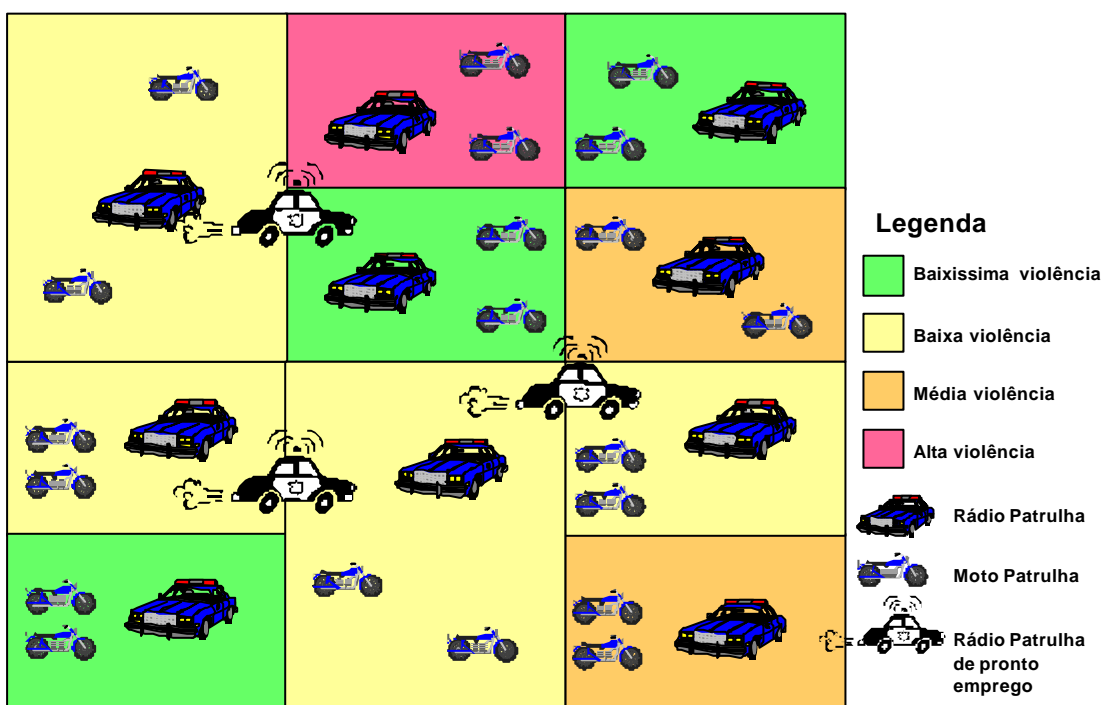 Legenda
Baixissima violência
Baixa violência
Média violência
Alta violência
Rádio Patrulha
Moto Patrulha
Rádio Patrulha
de pronto
emprego